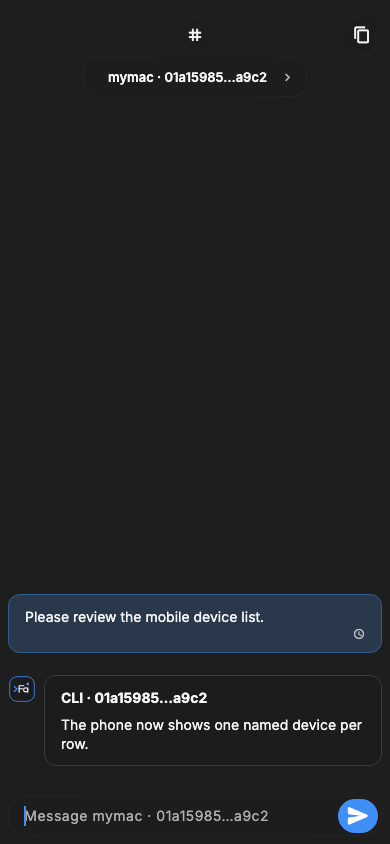 #
mymac · 01a15985...a9c2
Please review the mobile device list.
>Fa
CLI · 01a15985...a9c2
The phone now shows one named device per
row.
Message mymac · 01a15985...a9c2